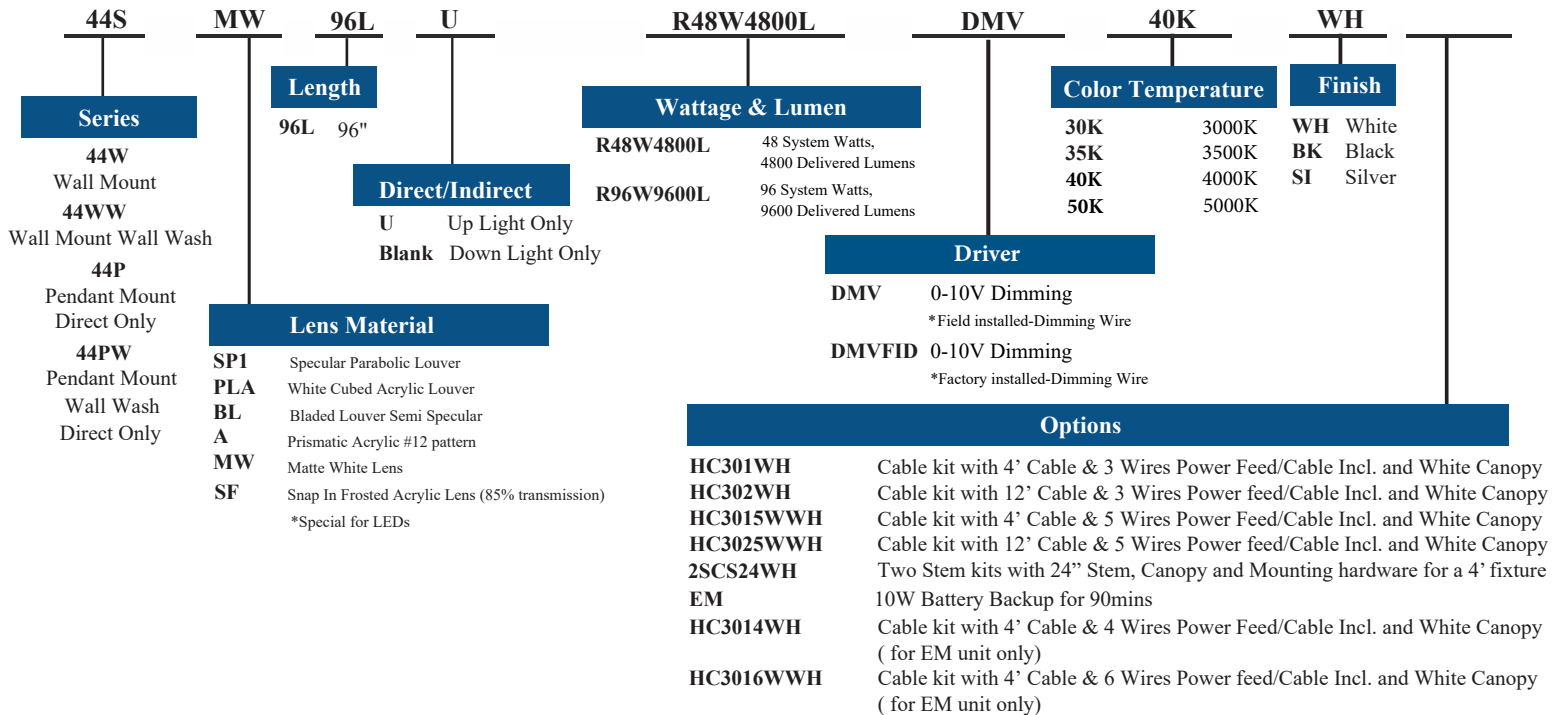 44S MW 96L U R48W4800L DMV 40K WH
Series
44W
Wall Mount
44WW
Wall Mount Wall Wash
44P
Pendant Mount
Direct Only
44PW
Pendant Mount
Wall Wash
Direct Only
Lens Material
SP1 Specular Parabolic Louver
PLA White Cubed Acrylic Louver
BL Bladed Louver Semi Specular
A Prismatic Acrylic #12 pattern
MW Matte White Lens
SF Snap In Frosted Acrylic Lens (85% transmission)
*Special for LEDs
Length
96L 96"
Direct/Indirect
U Up Light Only
Blank Down Light Only
Wattage & Lumen
R48W4800L 48 System Watts,
4800 Delivered Lumens
R96W9600L 96 System Watts,
9600 Delivered Lumens
Driver
DMV 0-10V Dimming
*Field installed-Dimming Wire
DMVFID 0-10V Dimming
*Factory installed-Dimming Wire
Color Temperature
30K 3000K
35K 3500K
40K 4000K
50K 5000K
Finish
WH White
BK Black
SI Silver
Options
HC301WH Cable kit with 4’ Cable & 3 Wires Power Feed/Cable Incl. and White Canopy
HC302WH Cable kit with 12’ Cable & 3 Wires Power feed/Cable Incl. and White Canopy
HC3015WWH Cable kit with 4’ Cable & 5 Wires Power Feed/Cable Incl. and White Canopy
HC3025WWH Cable kit with 12’ Cable & 5 Wires Power feed/Cable Incl. and White Canopy
2SCS24WH Two Stem kits with 24” Stem, Canopy and Mounting hardware for a 4’ fixture
EM 10W Battery Backup for 90mins
HC3014WH Cable kit with 4’ Cable & 4 Wires Power Feed/Cable Incl. and White Canopy
( for EM unit only)
HC3016WWH Cable kit with 4’ Cable & 6 Wires Power feed/Cable Incl. and White Canopy
( for EM unit only)